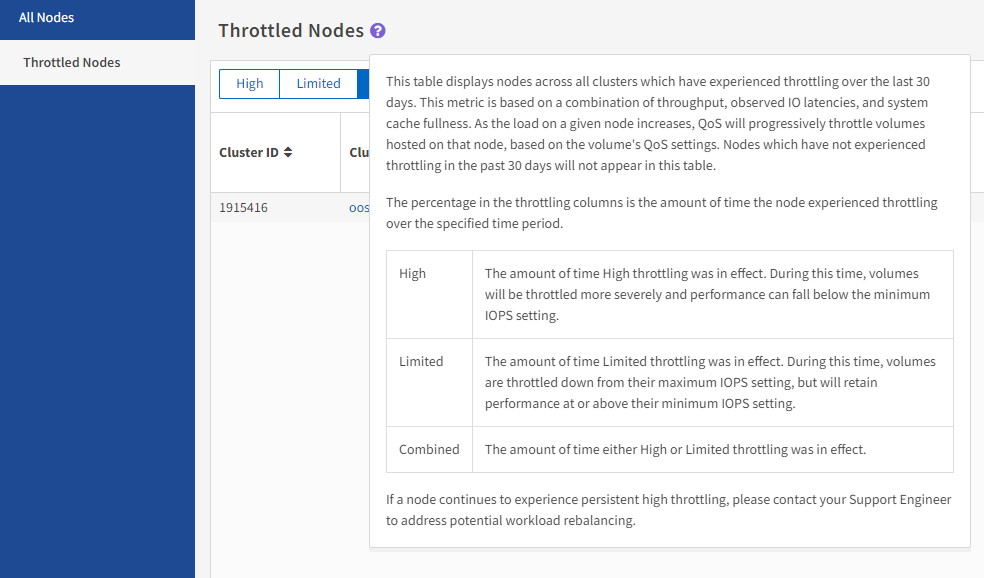 All Nodes
Throttled Nodes
Throttled Nodes ?
High
Limited
Cluster ID
Clu
1915416
oos
This table displays nodes across all clusters which have experienced throttling over the last 30
days. This metric is based on a combination of throughput, observed IO latencies, and system
cache fullness. As the load on a given node increases, QoS will progressively throttle volumes
hosted on that node, based on the volume's QoS settings. Nodes which have not experienced
throttling in the past 30 days will not appear in this table.
The percentage in the throttling columns is the amount of time the node experienced throttling
over the specified time period.
High
The amount of time High throttling was in effect. During this time, volumes
will be throttled more severely and performance can fall below the minimum
IOPS setting.
Limited
The amount of time Limited throttling was in effect. During this time, volumes
are throttled down from their maximum IOPS setting, but will retain
performance at or above their minimum IOPS setting.
Combined
The amount of time either High or Limited throttling was in effect.
If a node continues to experience persistent high throttling, please contact your Support Engineer
to address potential workload rebalancing.